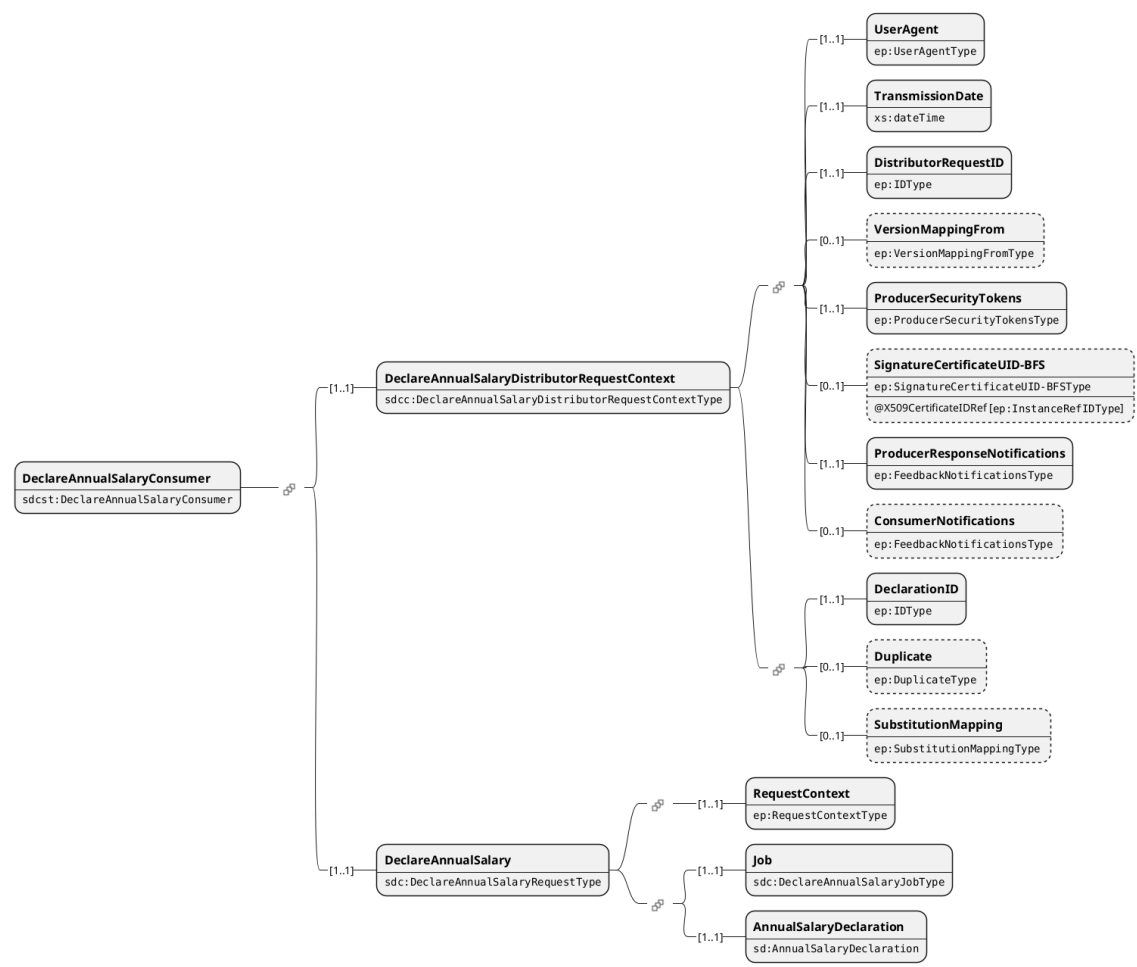 [1..1]
UserAgent
ep:UserAgentType
[1..1]
TransmissionDate
xs:dateTime
[1..1]
DistributorRequestID
ep:IDType
[0..1]
VersionMappingFrom
ep:VersionMappingFromType
[1..1]
ProducerSecurityTokens
ep:ProducerSecurityTokensType
[0..1]
SignatureCertificateUID-BFS
ep:SignatureCertificateUID-BFSType
@X509CertificateIDRef [ep:InstanceRefIDType]
[1..1]
ProducerResponseNotifications
ep:FeedbackNotificationsType
[0..1]
ConsumerNotifications
ep:FeedbackNotificationsType
[1..1]
DeclareAnnualSalaryDistributorRequestContext
sdcc:DeclareAnnualSalaryDistributorRequestContextType
DeclareAnnualSalaryConsumer
sdcst:DeclareAnnualSalaryConsumer
[1..1]
DeclarationID
ep:IDType
[0..1]
Duplicate
ep:DuplicateType
[0..1]
SubstitutionMapping
ep:SubstitutionMappingType
[1..1]
DeclareAnnualSalary
sdc:DeclareAnnualSalaryRequestType
[1..1]
RequestContext
ep:RequestContextType
[1..1]
Job
sdc:DeclareAnnualSalaryJobType
[1..1]
AnnualSalaryDeclaration
sd:AnnualSalaryDeclaration